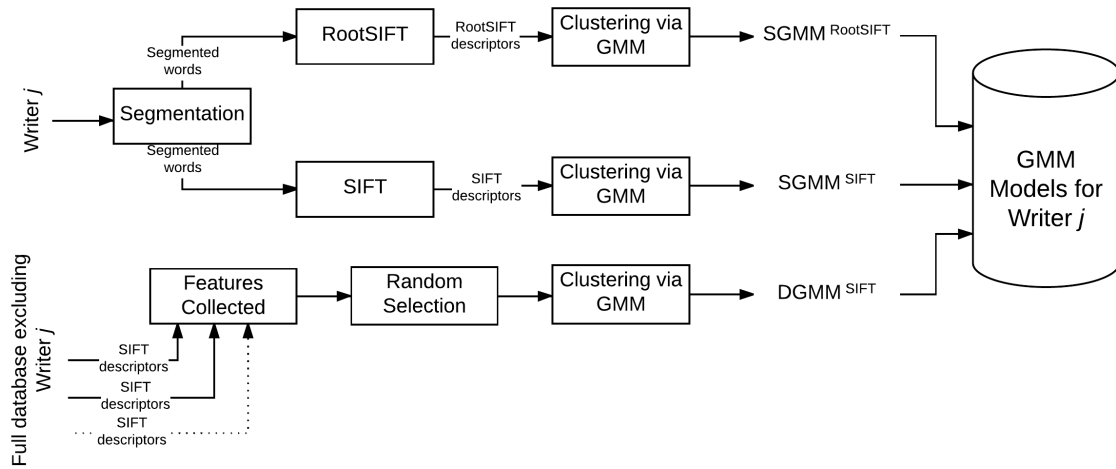 RootSIFT
RootSIFT
descriptors
Clustering via
GMM
SGMM RootSIFT
Segmented
words
Writer j
Segmentation
Segmented
words
SIFT
SIFT
descriptors
Clustering via
GMM
SGMM SIFT
GMM
Models for
Writer j
Full database excluding
Writer j
Features
Collected
Random
Selection
Clustering via
GMM
DGMM SIFT
SIFT
descriptors
SIFT
descriptors
SIFT
descriptors